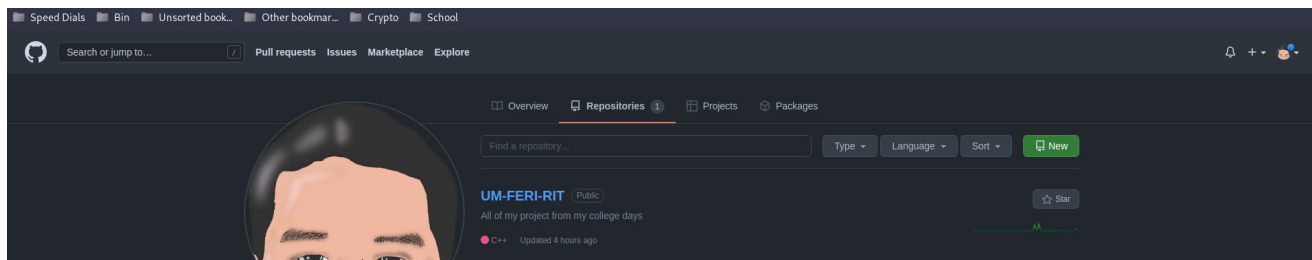 Speed Dials Bin Unsorted book... Other bookmar... Crypto School
Search or jump to... / Pull requests Issues Marketplace Explore
Overview Repositories 1 Projects Packages
Find a repository... Type Language Sort New
UM-FERI-RIT Public Star
All of my project from my college days
C++ Updated 4 hours ago